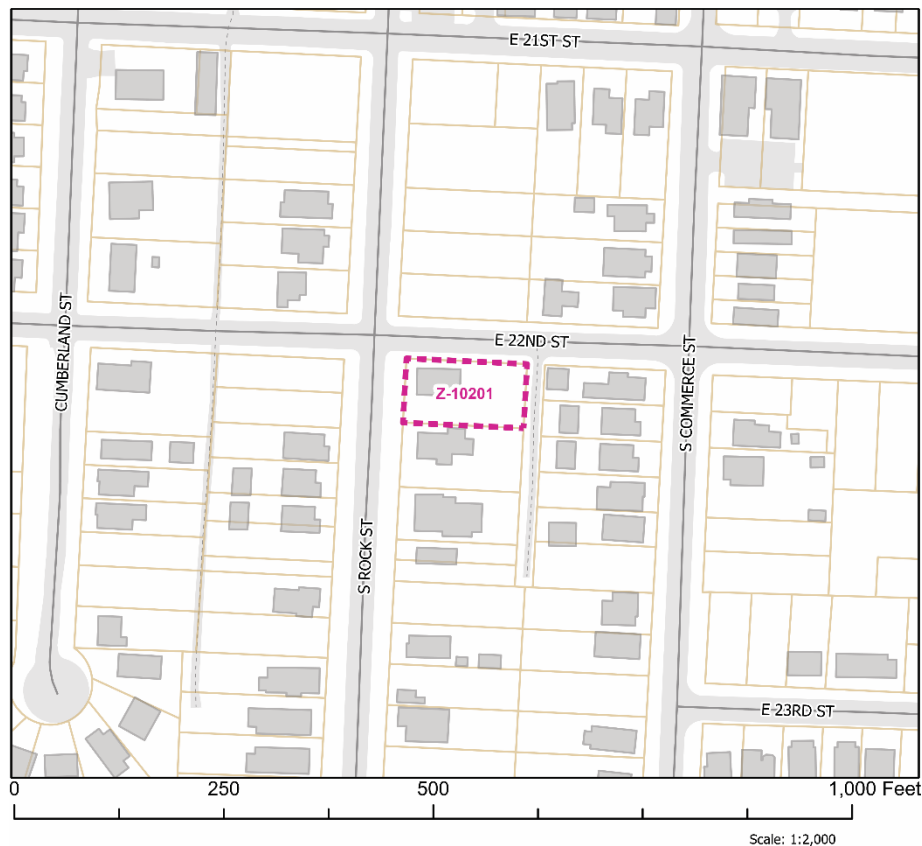 E 21ST ST
CUMBERLAND ST
E 22ND ST
Z-10201
S COMMERCE ST
S ROCK ST
E 23RD ST
0 250 500 1,000 Feet
Scale: 1:2,000